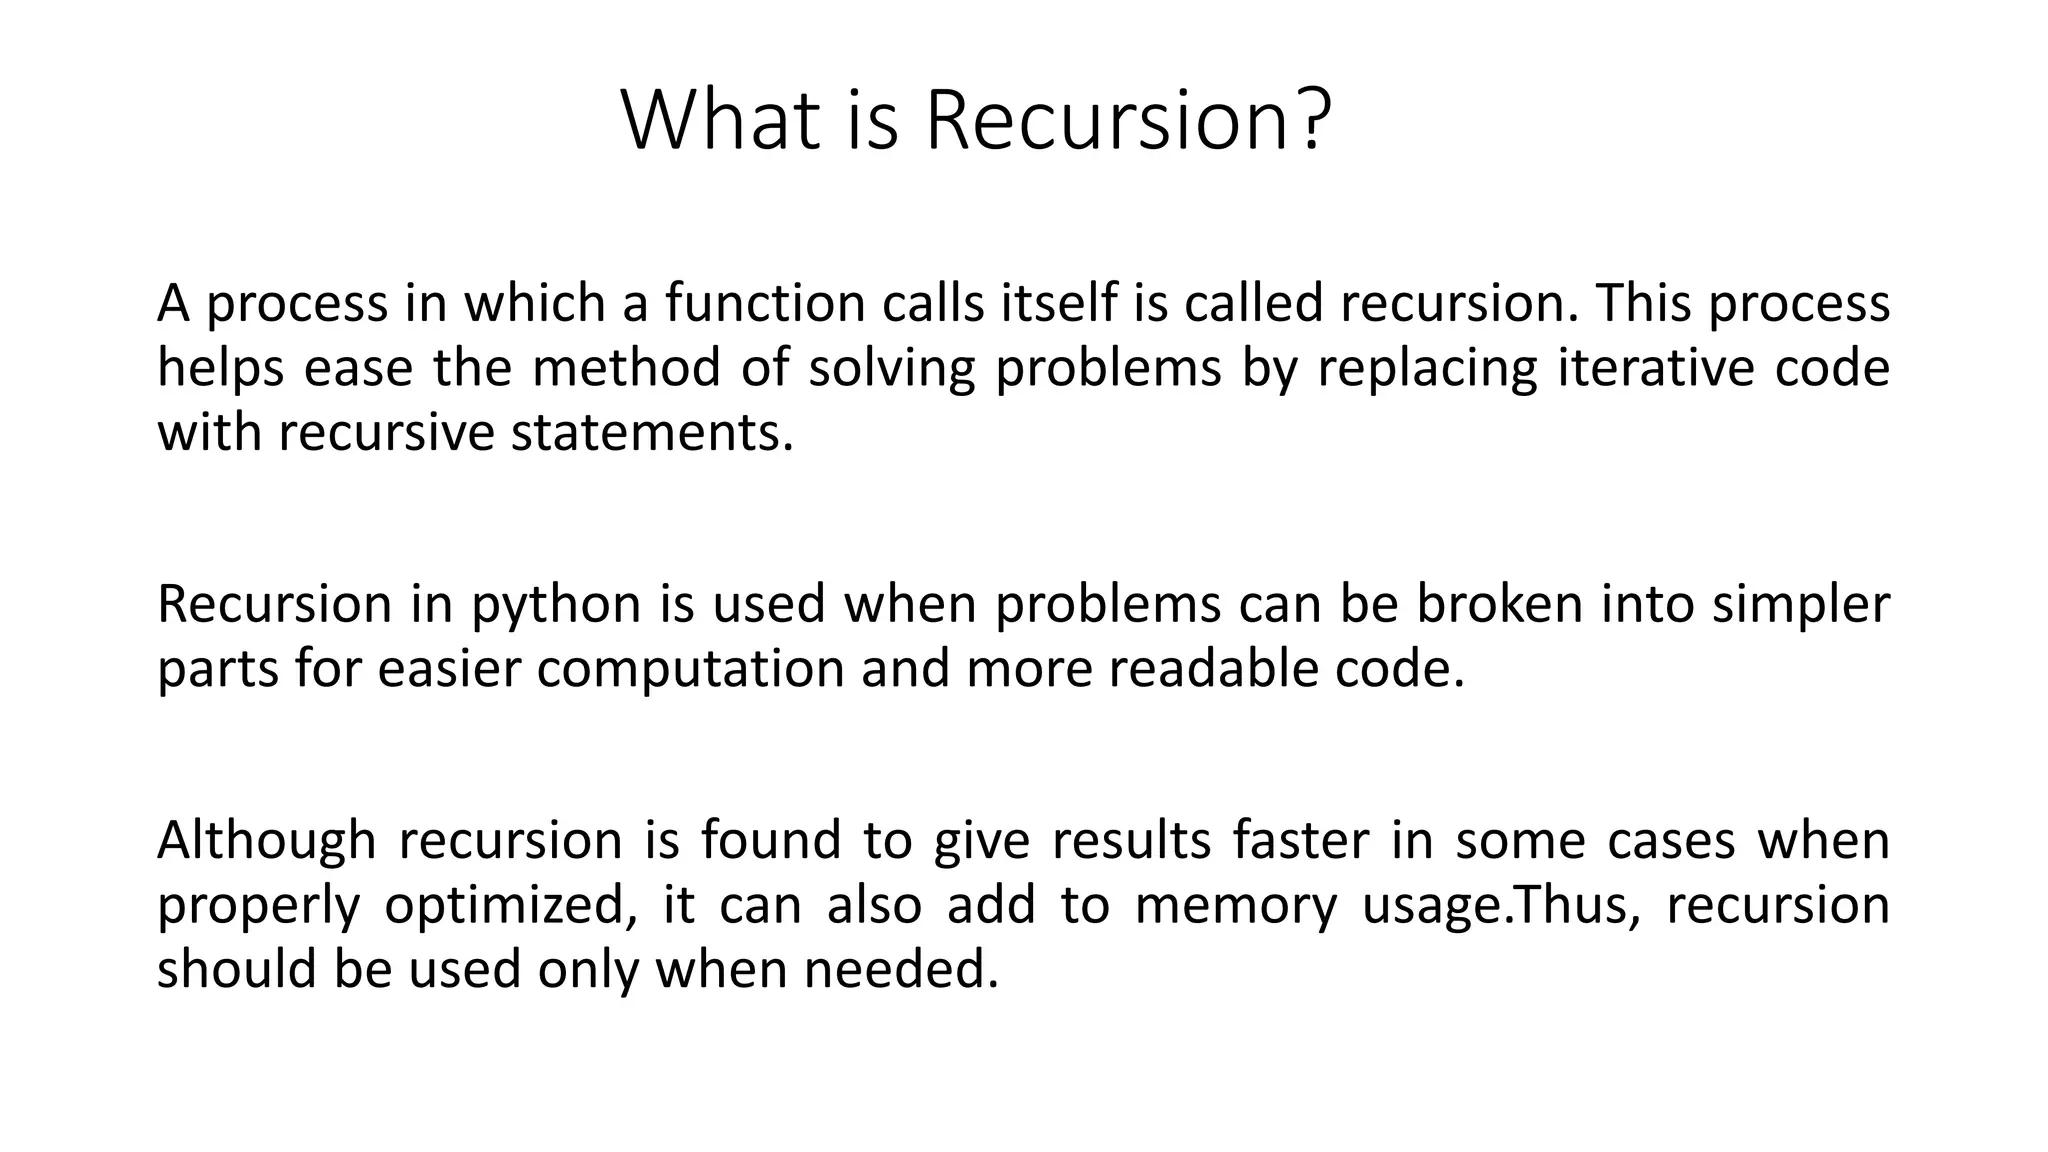 What is Recursion?
A process in which a function calls itself is called recursion. This process
helps ease the method of solving problems by replacing iterative code
with recursive statements.
Recursion in python is used when problems can be broken into simpler
parts for easier computation and more readable code.
Although recursion is found to give results faster in some cases when
properly optimized, it can also add to memory usage.Thus, recursion
should be used only when needed.